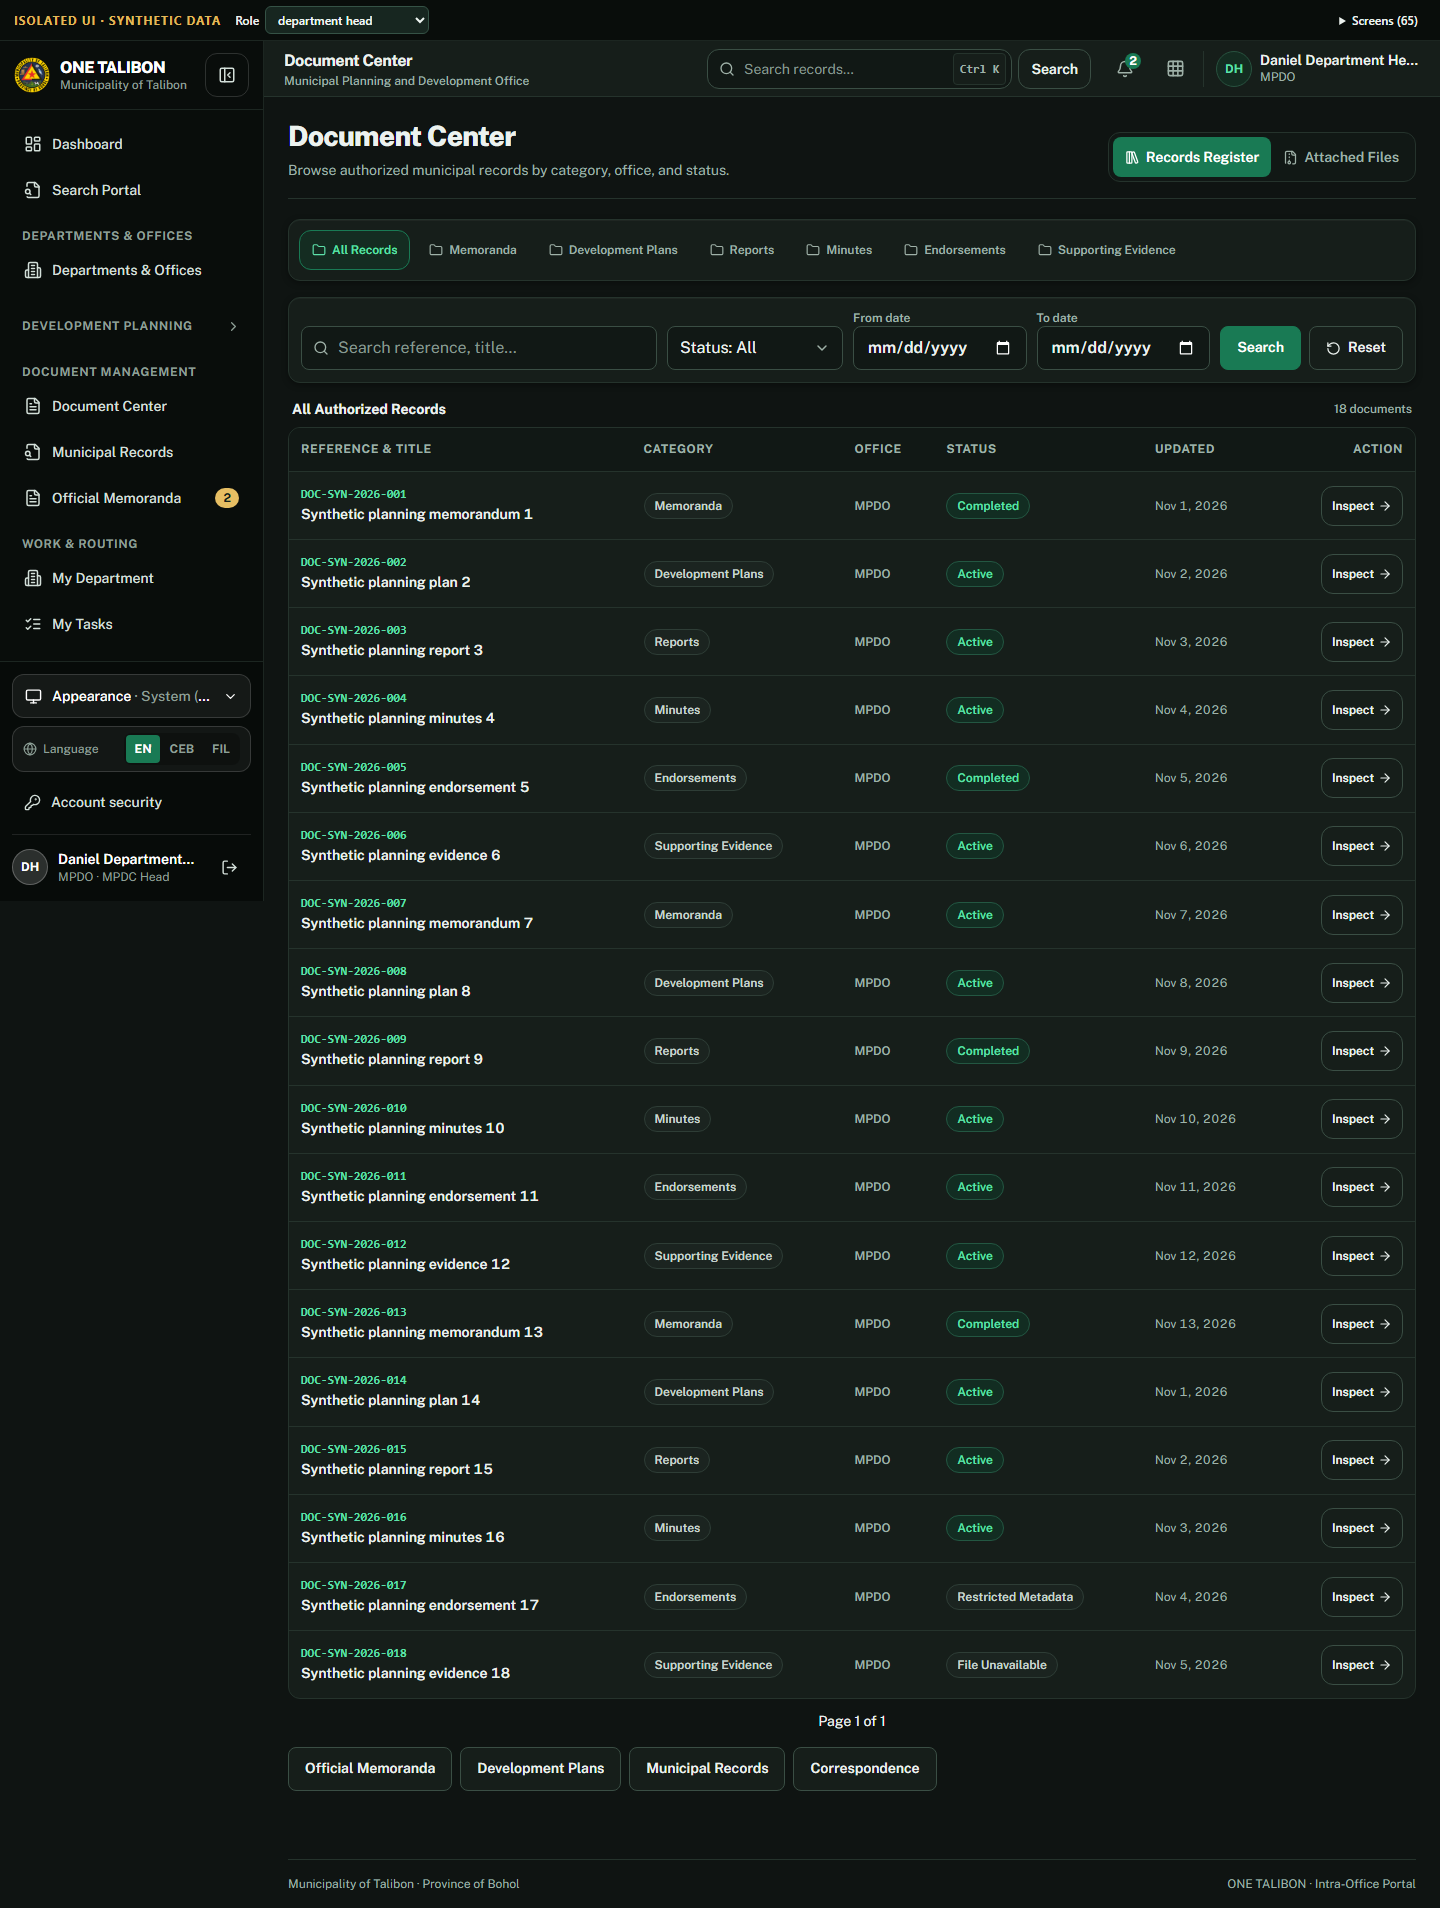 ISOLATED UI · SYNTHETIC DATA Role department head ▶ Screens (65)
ONE TALIBON
Municipality of Talibon
Document Center
Municipal Planning and Development Office
Search records... Ctrl K Search 2 DH Daniel Department He...
MPDO
Dashboard
Search Portal
DEPARTMENTS & OFFICES
Departments & Offices
DEVELOPMENT PLANNING
DOCUMENT MANAGEMENT
Document Center
Municipal Records
Official Memoranda 2
WORK & ROUTING
My Department
My Tasks
Appearance · System (...
Language EN CEB FIL
Account security
DH Daniel Department...
MPDO · MPDC Head
Document Center
Browse authorized municipal records by category, office, and status.
Records Register Attached Files
All Records Memoranda Development Plans Reports Minutes Endorsements Supporting Evidence
From date To date
Search reference, title... Status: All mm/dd/yyyy mm/dd/yyyy Search Reset
All Authorized Records 18 documents
REFERENCE & TITLE CATEGORY OFFICE STATUS UPDATED ACTION
DOC-SYN-2026-001
Synthetic planning memorandum 1 Memoranda MPDO Completed Nov 1, 2026 Inspect →
DOC-SYN-2026-002
Synthetic planning plan 2 Development Plans MPDO Active Nov 2, 2026 Inspect →
DOC-SYN-2026-003
Synthetic planning report 3 Reports MPDO Active Nov 3, 2026 Inspect →
DOC-SYN-2026-004
Synthetic planning minutes 4 Minutes MPDO Active Nov 4, 2026 Inspect →
DOC-SYN-2026-005
Synthetic planning endorsement 5 Endorsements MPDO Completed Nov 5, 2026 Inspect →
DOC-SYN-2026-006
Synthetic planning evidence 6 Supporting Evidence MPDO Active Nov 6, 2026 Inspect →
DOC-SYN-2026-007
Synthetic planning memorandum 7 Memoranda MPDO Active Nov 7, 2026 Inspect →
DOC-SYN-2026-008
Synthetic planning plan 8 Development Plans MPDO Active Nov 8, 2026 Inspect →
DOC-SYN-2026-009
Synthetic planning report 9 Reports MPDO Completed Nov 9, 2026 Inspect →
DOC-SYN-2026-010
Synthetic planning minutes 10 Minutes MPDO Active Nov 10, 2026 Inspect →
DOC-SYN-2026-011
Synthetic planning endorsement 11 Endorsements MPDO Active Nov 11, 2026 Inspect →
DOC-SYN-2026-012
Synthetic planning evidence 12 Supporting Evidence MPDO Active Nov 12, 2026 Inspect →
DOC-SYN-2026-013
Synthetic planning memorandum 13 Memoranda MPDO Completed Nov 13, 2026 Inspect →
DOC-SYN-2026-014
Synthetic planning plan 14 Development Plans MPDO Active Nov 1, 2026 Inspect →
DOC-SYN-2026-015
Synthetic planning report 15 Reports MPDO Active Nov 2, 2026 Inspect →
DOC-SYN-2026-016
Synthetic planning minutes 16 Minutes MPDO Active Nov 3, 2026 Inspect →
DOC-SYN-2026-017
Synthetic planning endorsement 17 Endorsements MPDO Restricted Metadata Nov 4, 2026 Inspect →
DOC-SYN-2026-018
Synthetic planning evidence 18 Supporting Evidence MPDO File Unavailable Nov 5, 2026 Inspect →
Page 1 of 1
Official Memoranda Development Plans Municipal Records Correspondence
Municipality of Talibon · Province of Bohol ONE TALIBON · Intra-Office Portal